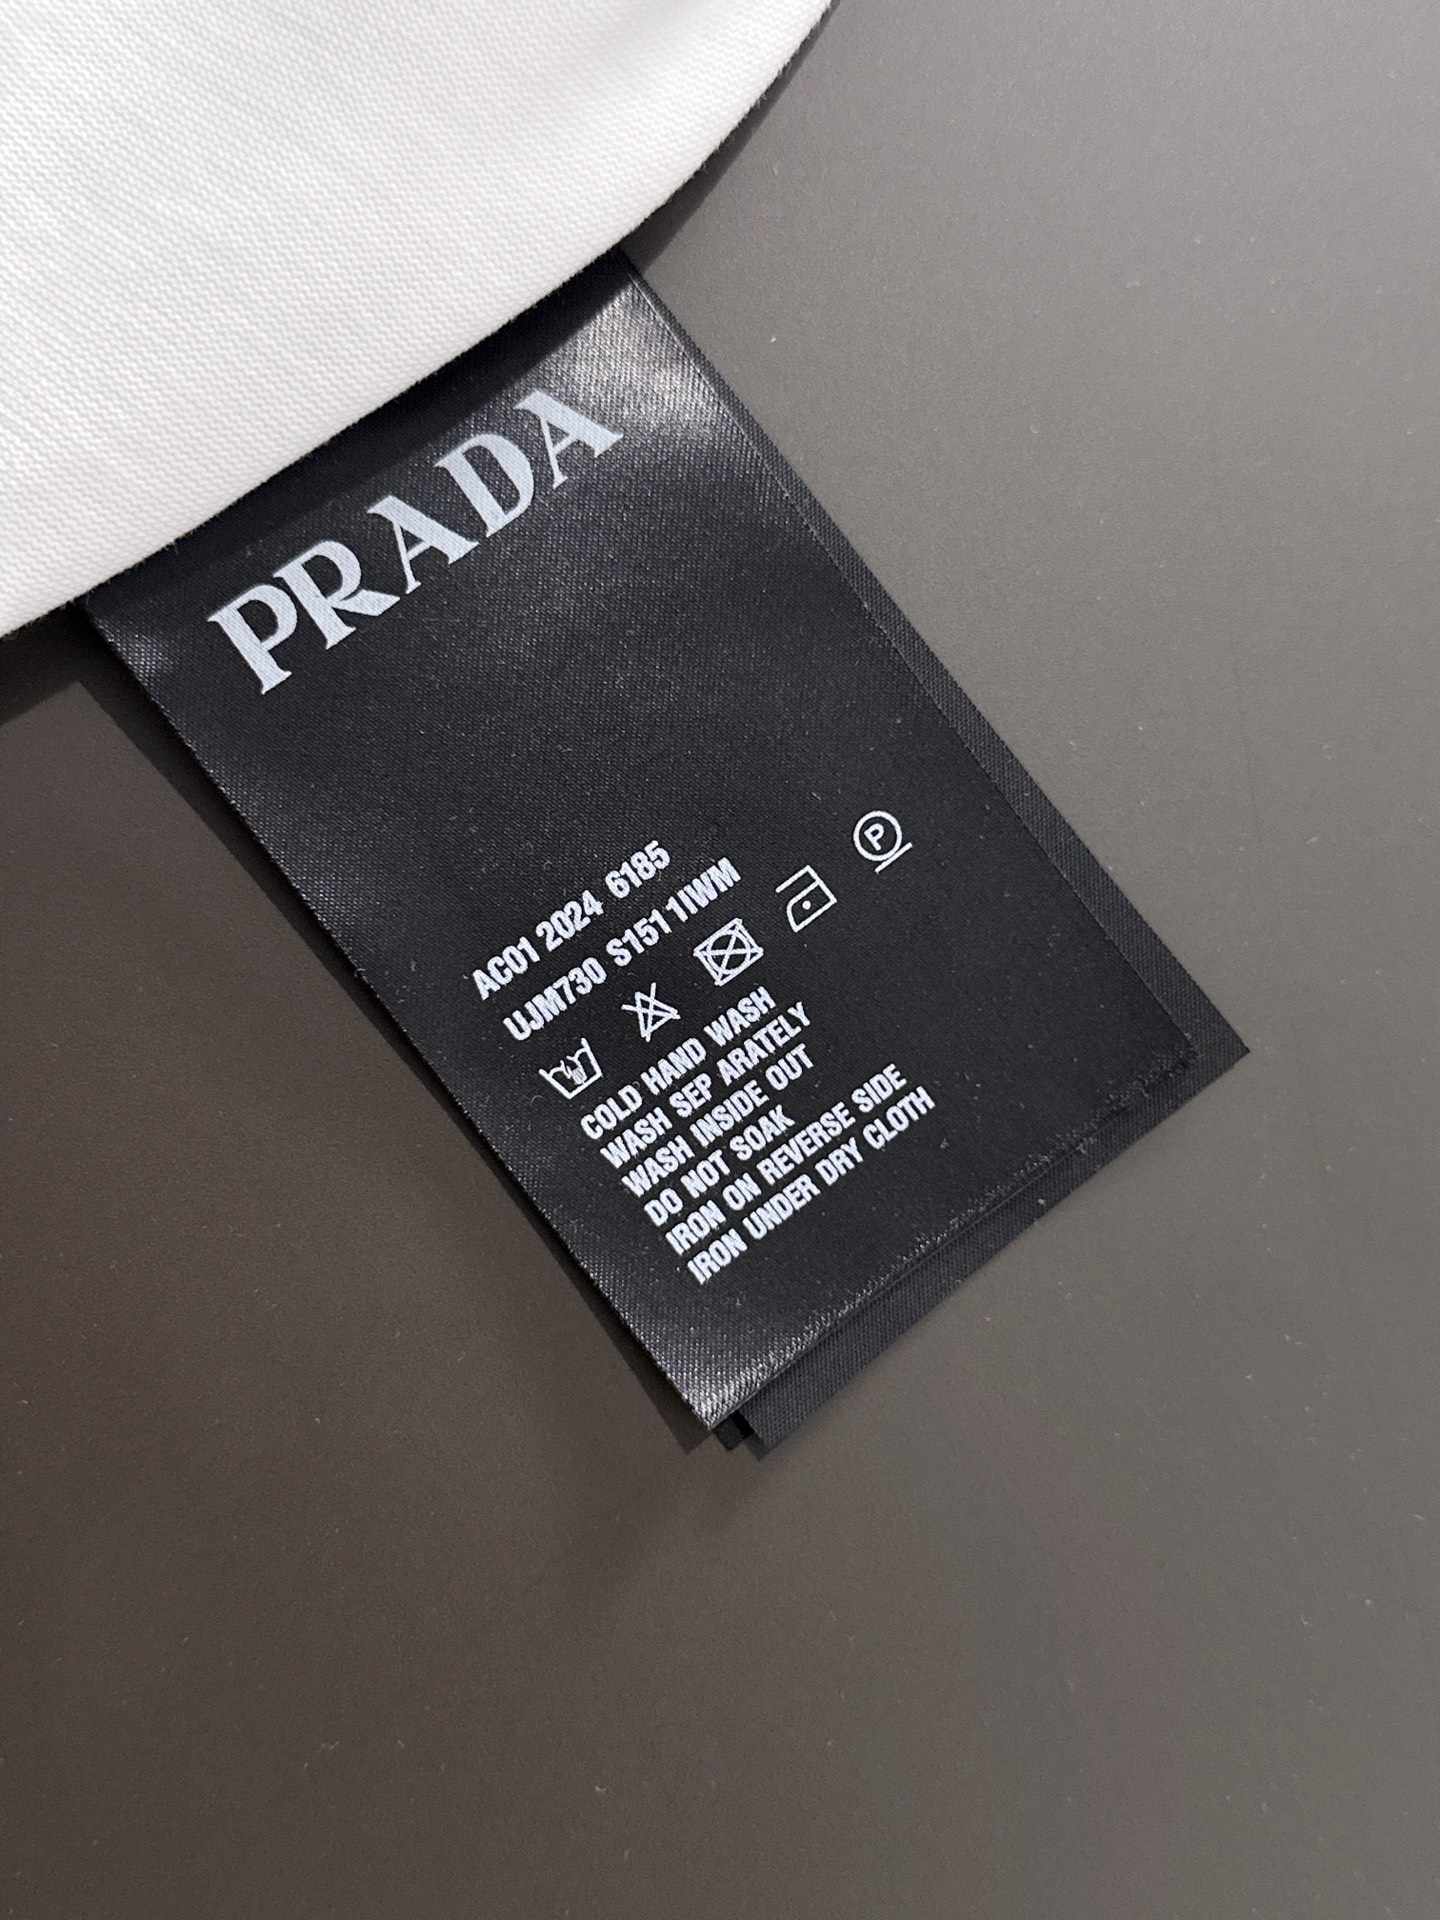 PRADA
AC01 2024 6185
UJM730 S151 1IWM
P
COLD HAND WASH
WASH SEP ARATELY
WASH INSIDE OUT
DO NOT SOAK
IRON ON REVERSE SIDE
IRON UNDER DRY CLOTH